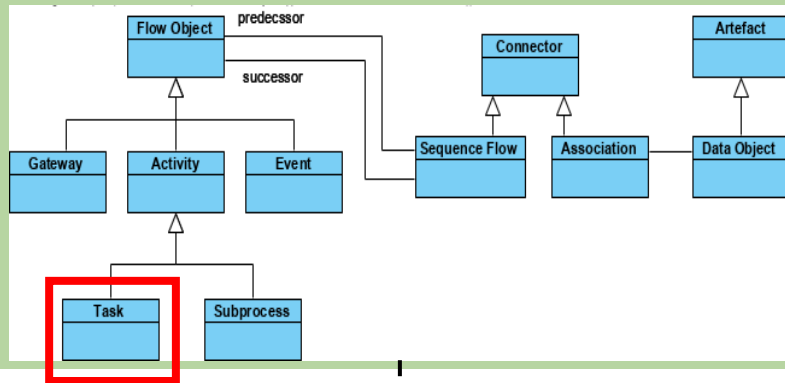 predecssor
Flow Object
Artefact
Connector
successor
Sequence Flow
Association
Data Object
Gateway
Activity
Event
Task
Subprocess